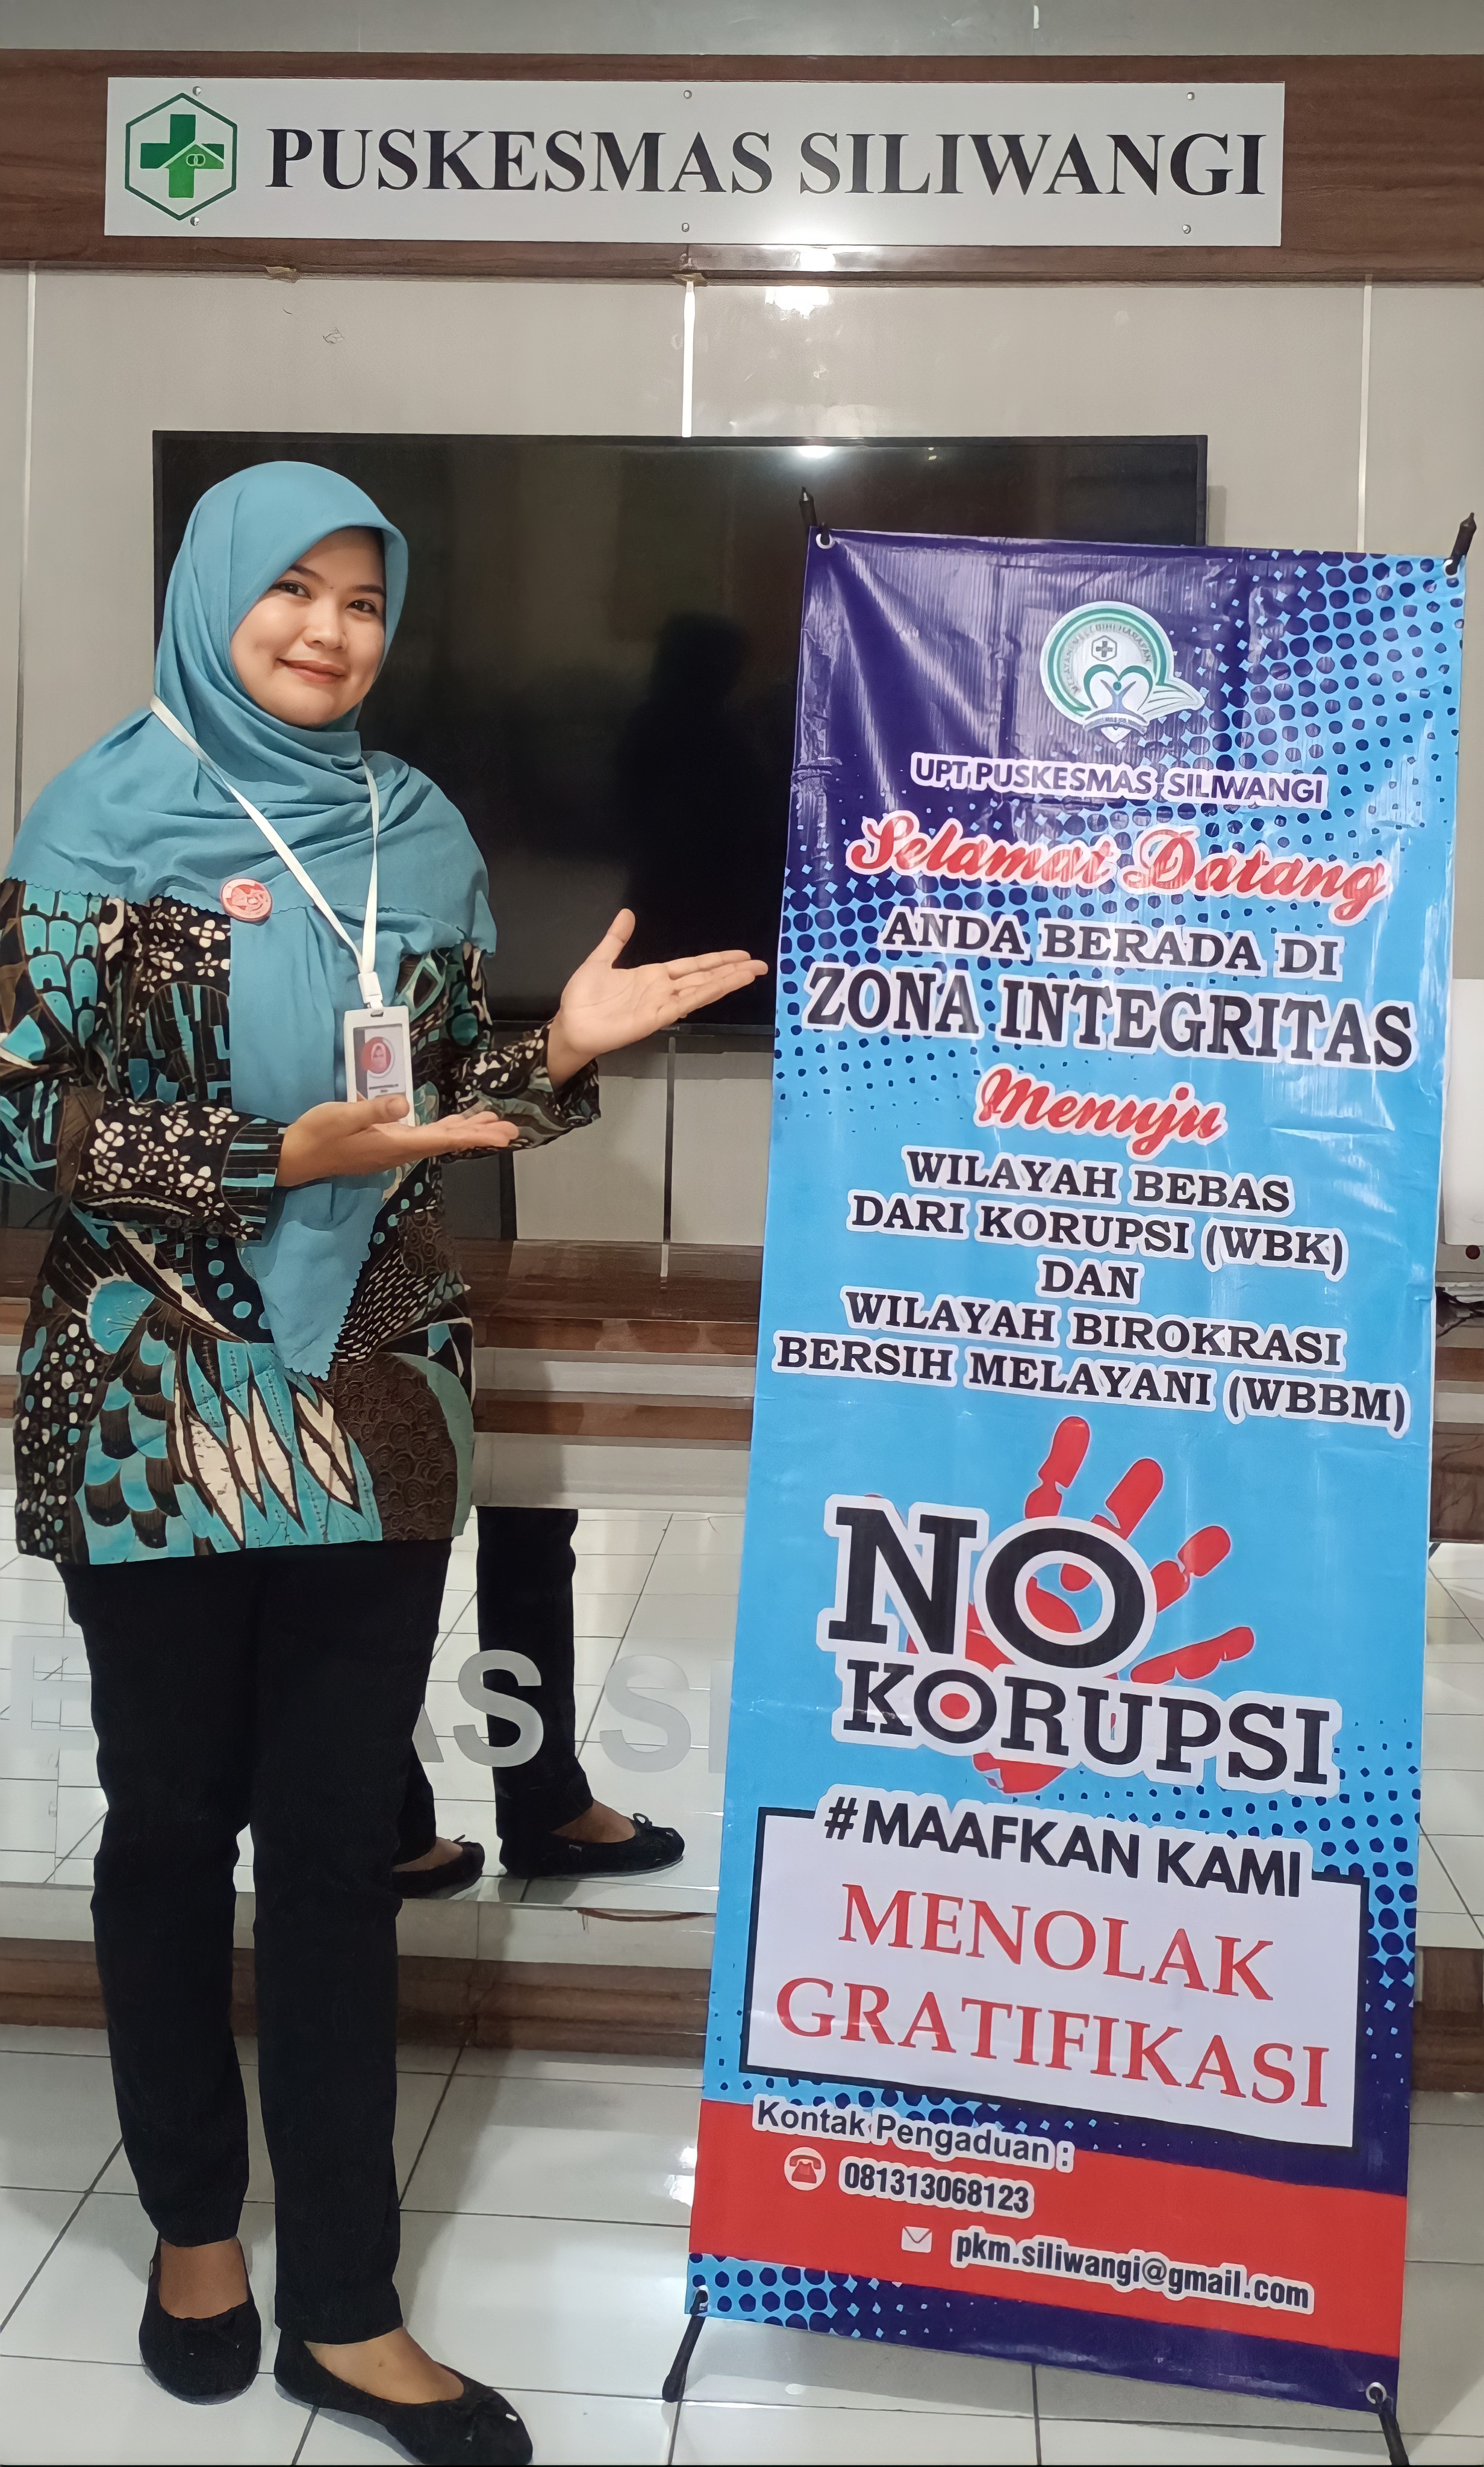 PUSKESMAS SILIWANGI
UPT PUSKESMAS SILIWANGI
Selamat Datang
ANDA BERADA DI
ZONA INTEGRITAS
Menuju
WILAYAH BEBAS
DARI KORUPSI (WBK)
DAN
WILAYAH BIROKRASI
BERSIH MELAYANI (WBBM)
NO
KORUPSI
#MAAFKAN KAMI
MENOLAK
GRATIFIKASI
Kontak Pengaduan :
081313068123
pkm.siliwangi@gmail.com
AS S